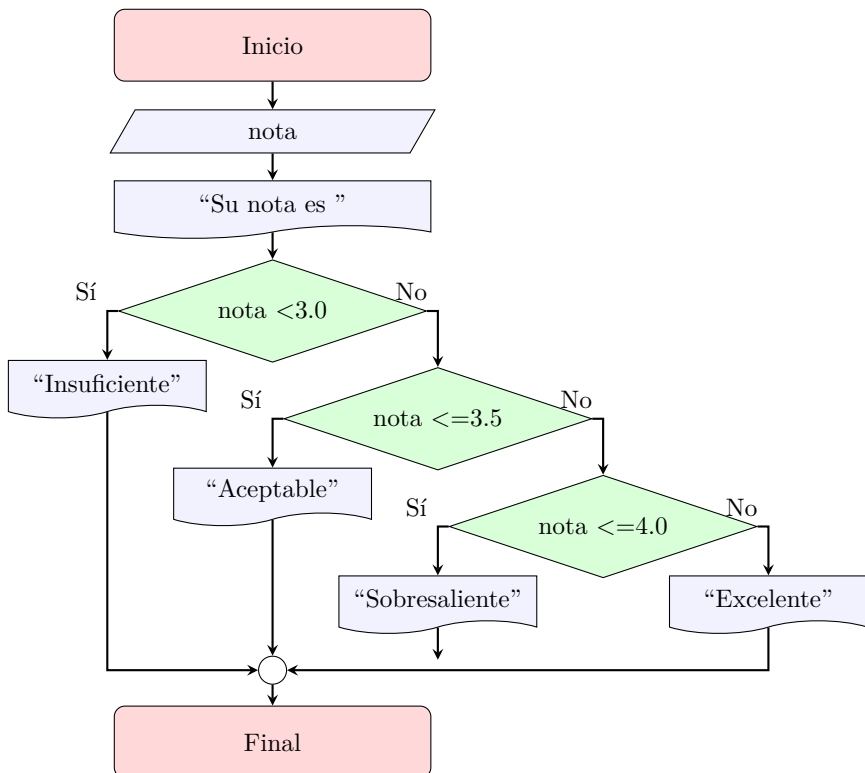 Inicio
nota
“Su nota es ”
Sí
nota <3.0
No
“Insuficiente”
Sí
nota <=3.5
No
“Aceptable”
Sí
nota <=4.0
No
“Sobresaliente”
“Excelente”
Final